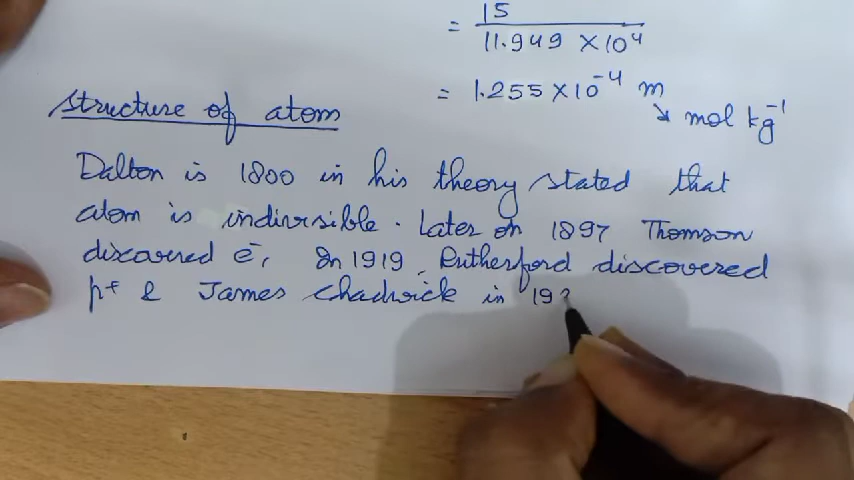 = 15
11.949 × 10⁴
= 1.255 × 10⁻⁴ m
↘ mol kg⁻¹
Structure of atom
Dalton is 1800 in his theory stated that
atom is indivisible. Later on 1897 Thomson
discovered e⁻, In 1919, Rutherford discovered
p+ & James Chadwick in 193